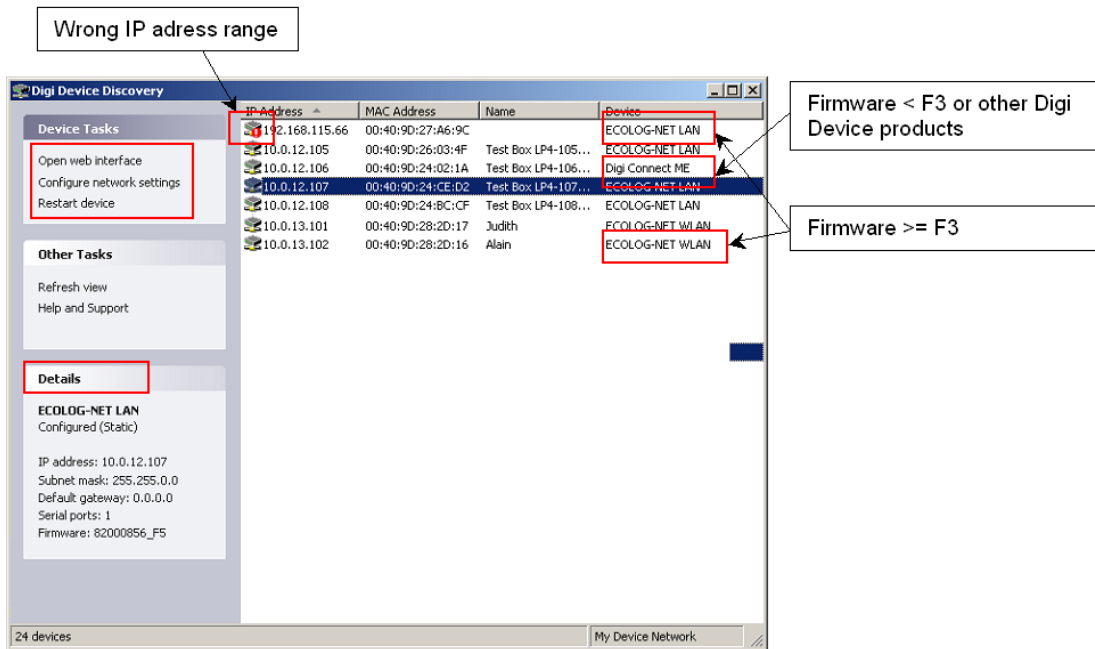 Wrong IP adress range
Digi Device Discovery
Device Tasks
Open web interface
Configure network settings
Restart device
Other Tasks
Refresh view
Help and Support
Details
ECOLOG-NET LAN
Configured (Static)
IP address: 10.0.12.107
Subnet mask: 255.255.0.0
Default gateway: 0.0.0.0
Serial ports: 1
Firmware: 82000856_F5
IP Address MAC Address Name Device
192.168.115.66 00:40:9D:27:A6:9C ECOLOG-NET LAN
10.0.12.105 00:40:9D:26:03:4F Test Box LP4-105... ECOLOG-NET LAN
10.0.12.106 00:40:9D:24:02:1A Test Box LP4-106... Digi Connect ME
10.0.12.107 00:40:9D:24:CE:D2 Test Box LP4-107... ECOLOG-NET LAN
10.0.12.108 00:40:9D:24:BC:CF Test Box LP4-108... ECOLOG-NET LAN
10.0.13.101 00:40:9D:28:2D:17 Judith ECOLOG-NET WLAN
10.0.13.102 00:40:9D:28:2D:16 Alain ECOLOG-NET WLAN
Firmware < F3 or other Digi
Device products
Firmware >= F3
24 devices
My Device Network